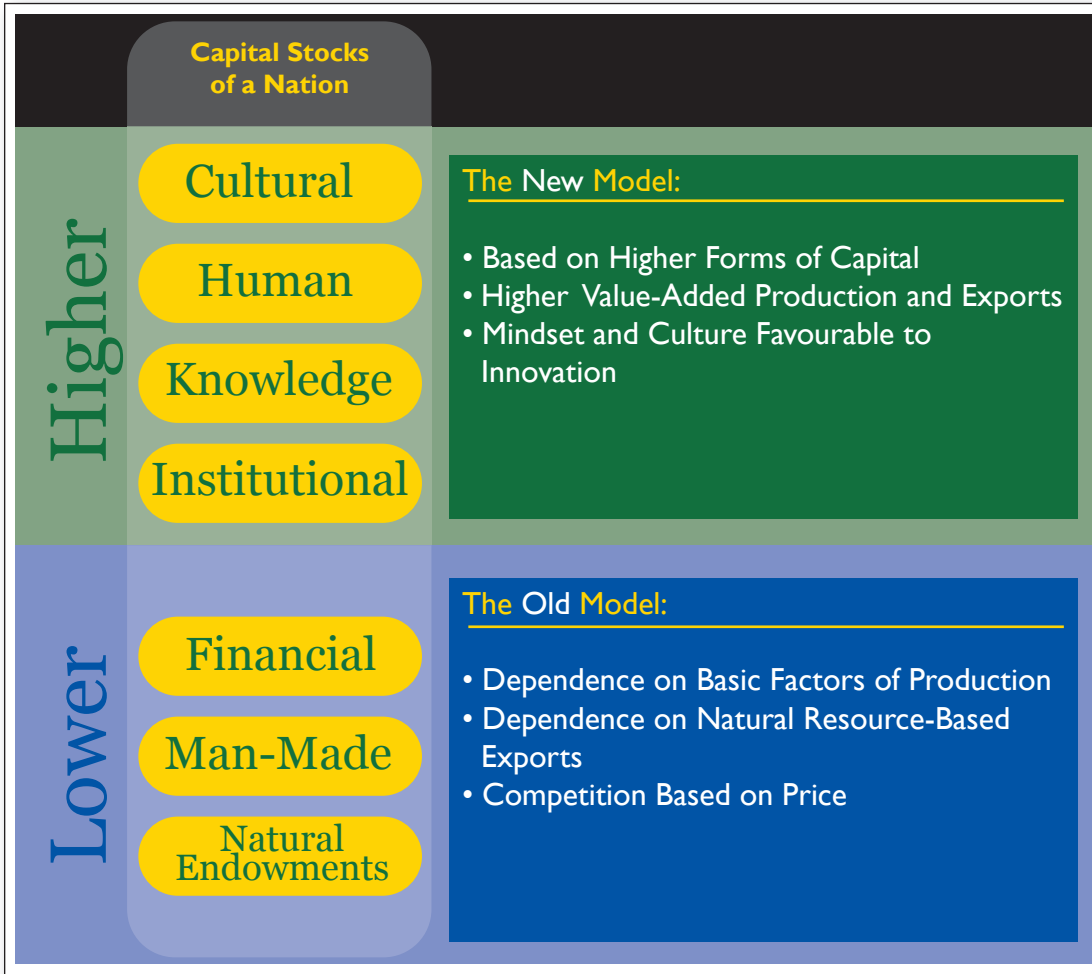 Capital Stocks
of a Nation
Higher
Cultural
Human
Knowledge
Institutional
The New Model:
• Based on Higher Forms of Capital
• Higher Value-Added Production and Exports
• Mindset and Culture Favourable to
Innovation
Lower
Financial
Man-Made
Natural
Endowments
The Old Model:
• Dependence on Basic Factors of Production
• Dependence on Natural Resource-Based
Exports
• Competition Based on Price